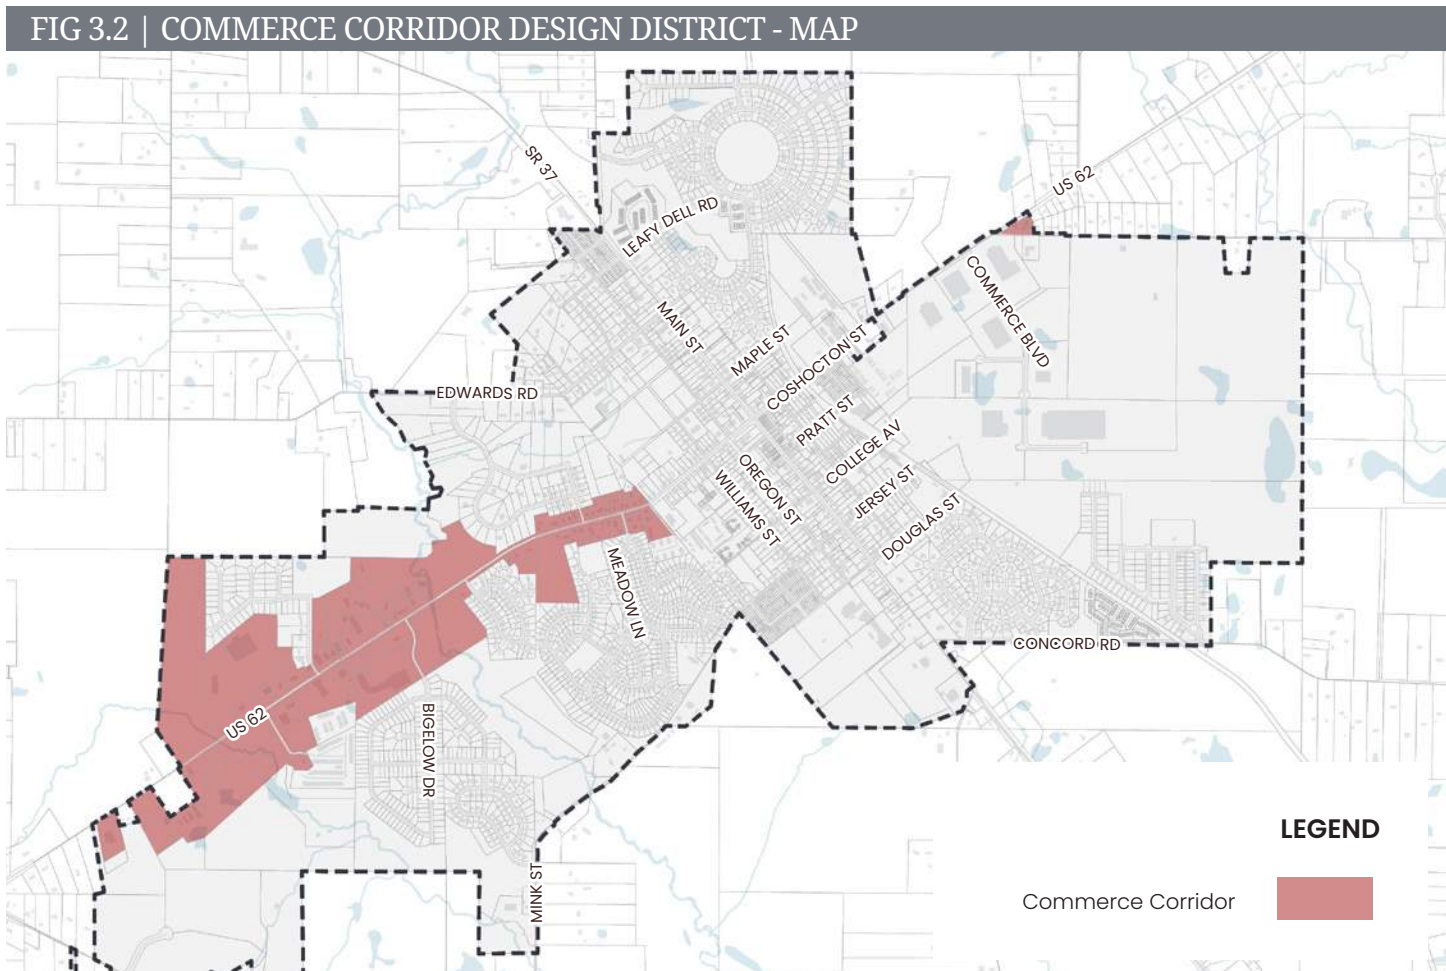 FIG 3.2 | COMMERCE CORRIDOR DESIGN DISTRICT - MAP
SR 37
US 62
LEAFY DELL RD
COMMERCE BLVD
MAIN ST
MAPLE ST
COSHOCTON ST
EDWARDS RD
PRATT ST
COLLEGE AV
OREGON ST
WILLIAMS ST
JERSEY ST
DOUGLAS ST
MEADOW LN
CONCORD RD
US 62
BIGELOW DR
MINK ST
LEGEND
Commerce Corridor